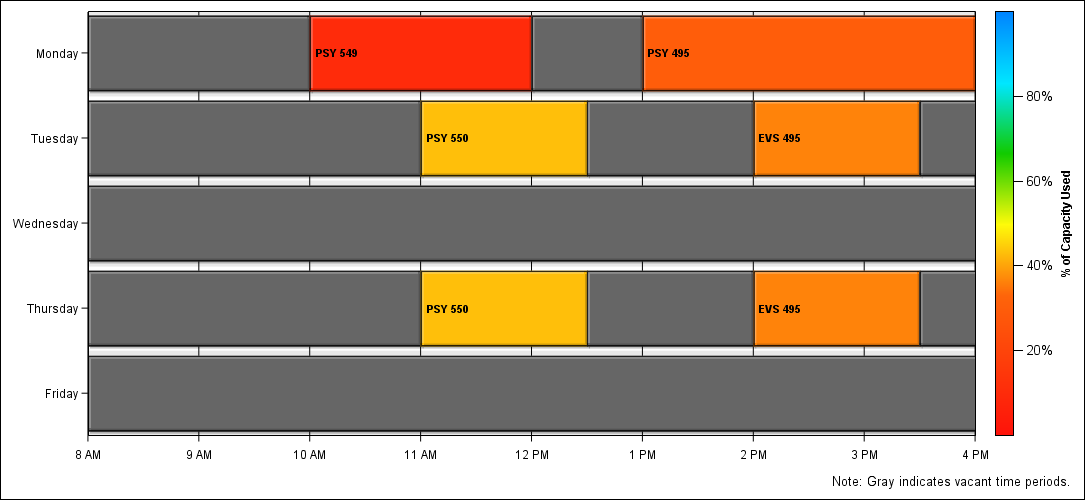 Monday
PSY 549
PSY 495
Tuesday
PSY 550
EVS 495
Wednesday
Thursday
PSY 550
EVS 495
Friday
8 AM
9 AM
10 AM
11 AM
12 PM
1 PM
2 PM
3 PM
4 PM
80%
60%
40%
20%
% of Capacity Used
Note: Gray indicates vacant time periods.